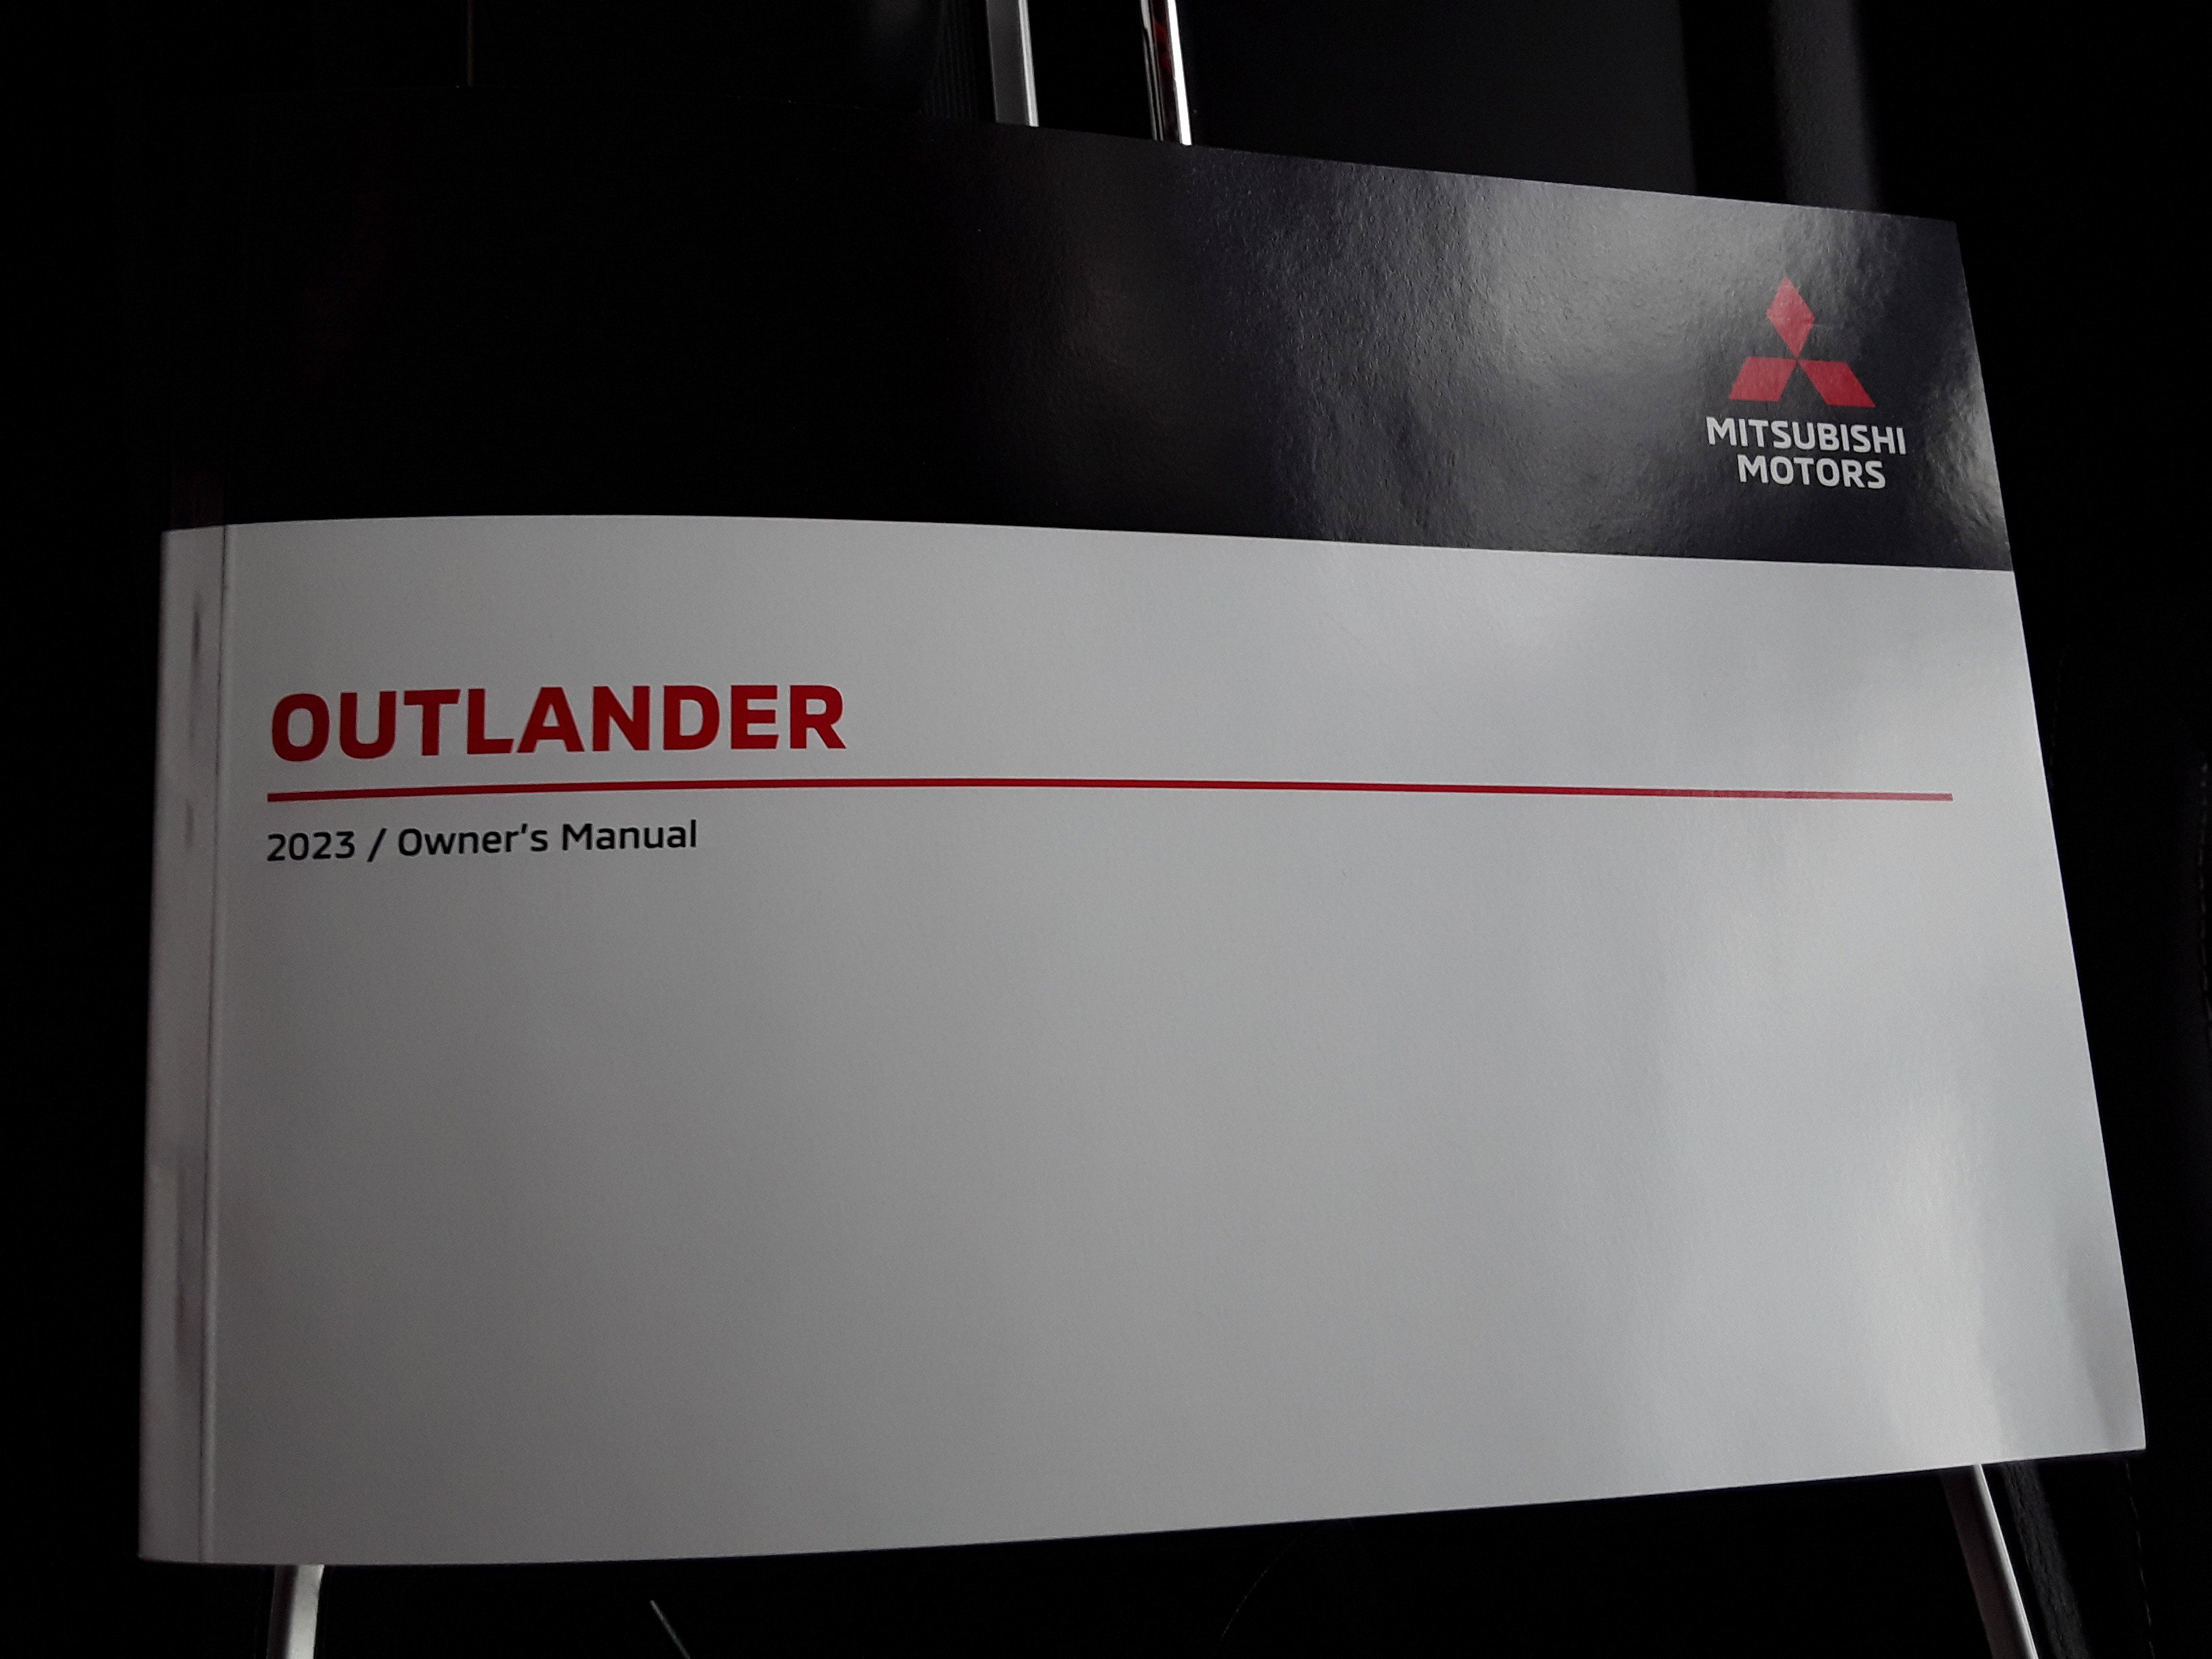 MITSUBISHI
MOTORS
OUTLANDER
2023 / Owner’s Manual